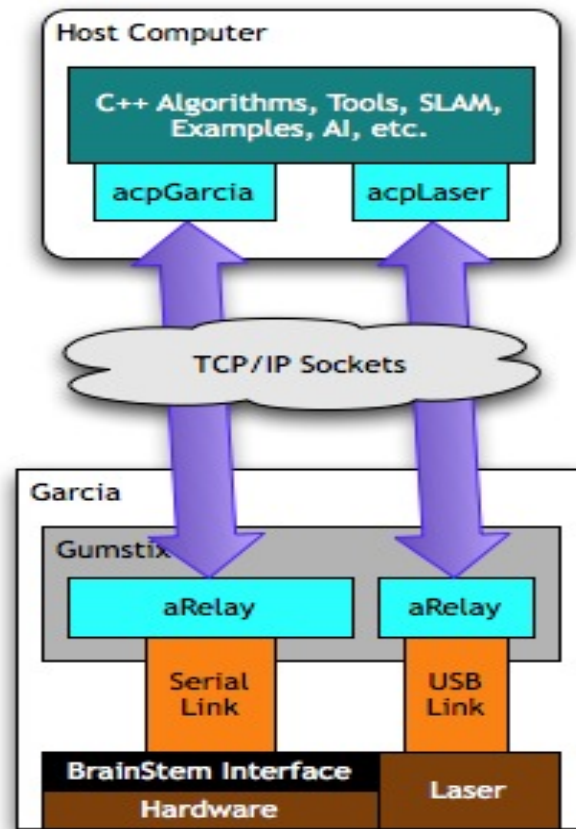 Host Computer
C++ Algorithms, Tools, SLAM,
Examples, AI, etc.
acpGarcia
acpLaser
TCP/IP Sockets
Garcia
Gumstix
aRelay
aRelay
Serial
Link
USB
Link
BrainStem Interface
Hardware
Laser